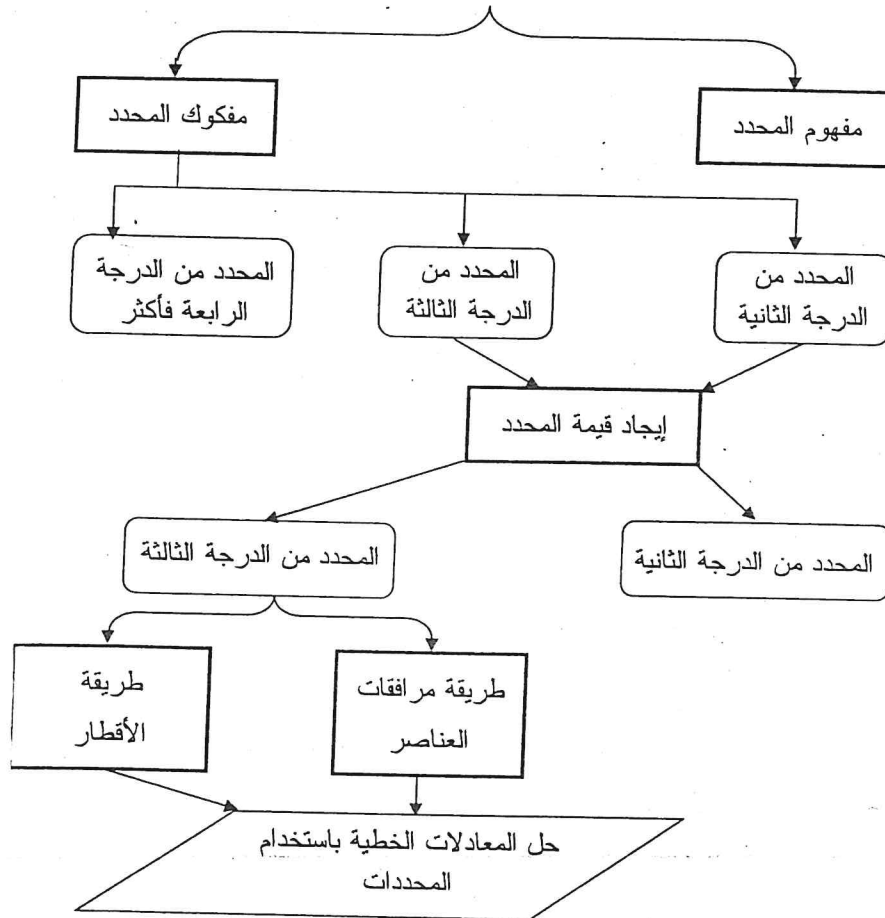 مفهوم المحدد
مفكوك المحدد
المحدد من
الدرجة الثانية
المحدد من
الدرجة الثالثة
المحدد من الدرجة
الرابعة فأكثر
إيجاد قيمة المحدد
المحدد من الدرجة الثانية
المحدد من الدرجة الثالثة
طريقة مرافقات
العناصر
طريقة
الأقطار
حل المعادلات الخطية باستخدام
المحددات